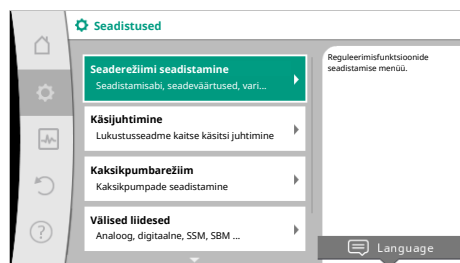 Seadistused
Seaderežiimi seadistamine
Seadistamisabi, seadeväärtused, vari...
Käsijuhtimine
Lukustusseadme kaitse käsitsi juhtimine
Kaksikpumbarežiim
Kaksikpumpade seadistamine
Välised liidesed
Analoog, digitaalne, SSM, SBM ...
Reguleerimisfunktsioonide
seadistamise menüü.
Language